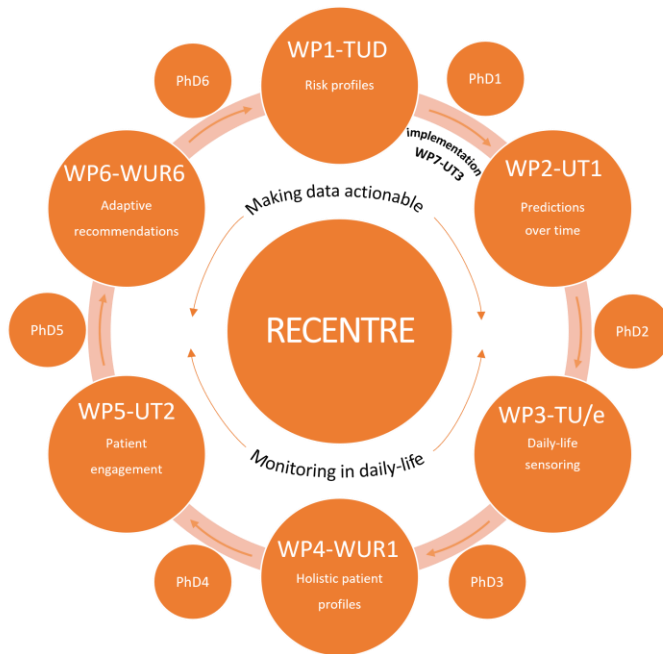 WP1-TUD
Risk profiles
PhD1
implementation
WP7-UT3
WP2-UT1
Predictions
over time
PhD2
WP3-TU/e
Daily-life
sensoring
PhD3
WP4-WUR1
Holistic patient
profiles
PhD4
WP5-UT2
Patient
engagement
PhD5
WP6-WUR6
Adaptive
recommendations
PhD6
Making data actionable
RECENTRE
Monitoring in daily-life